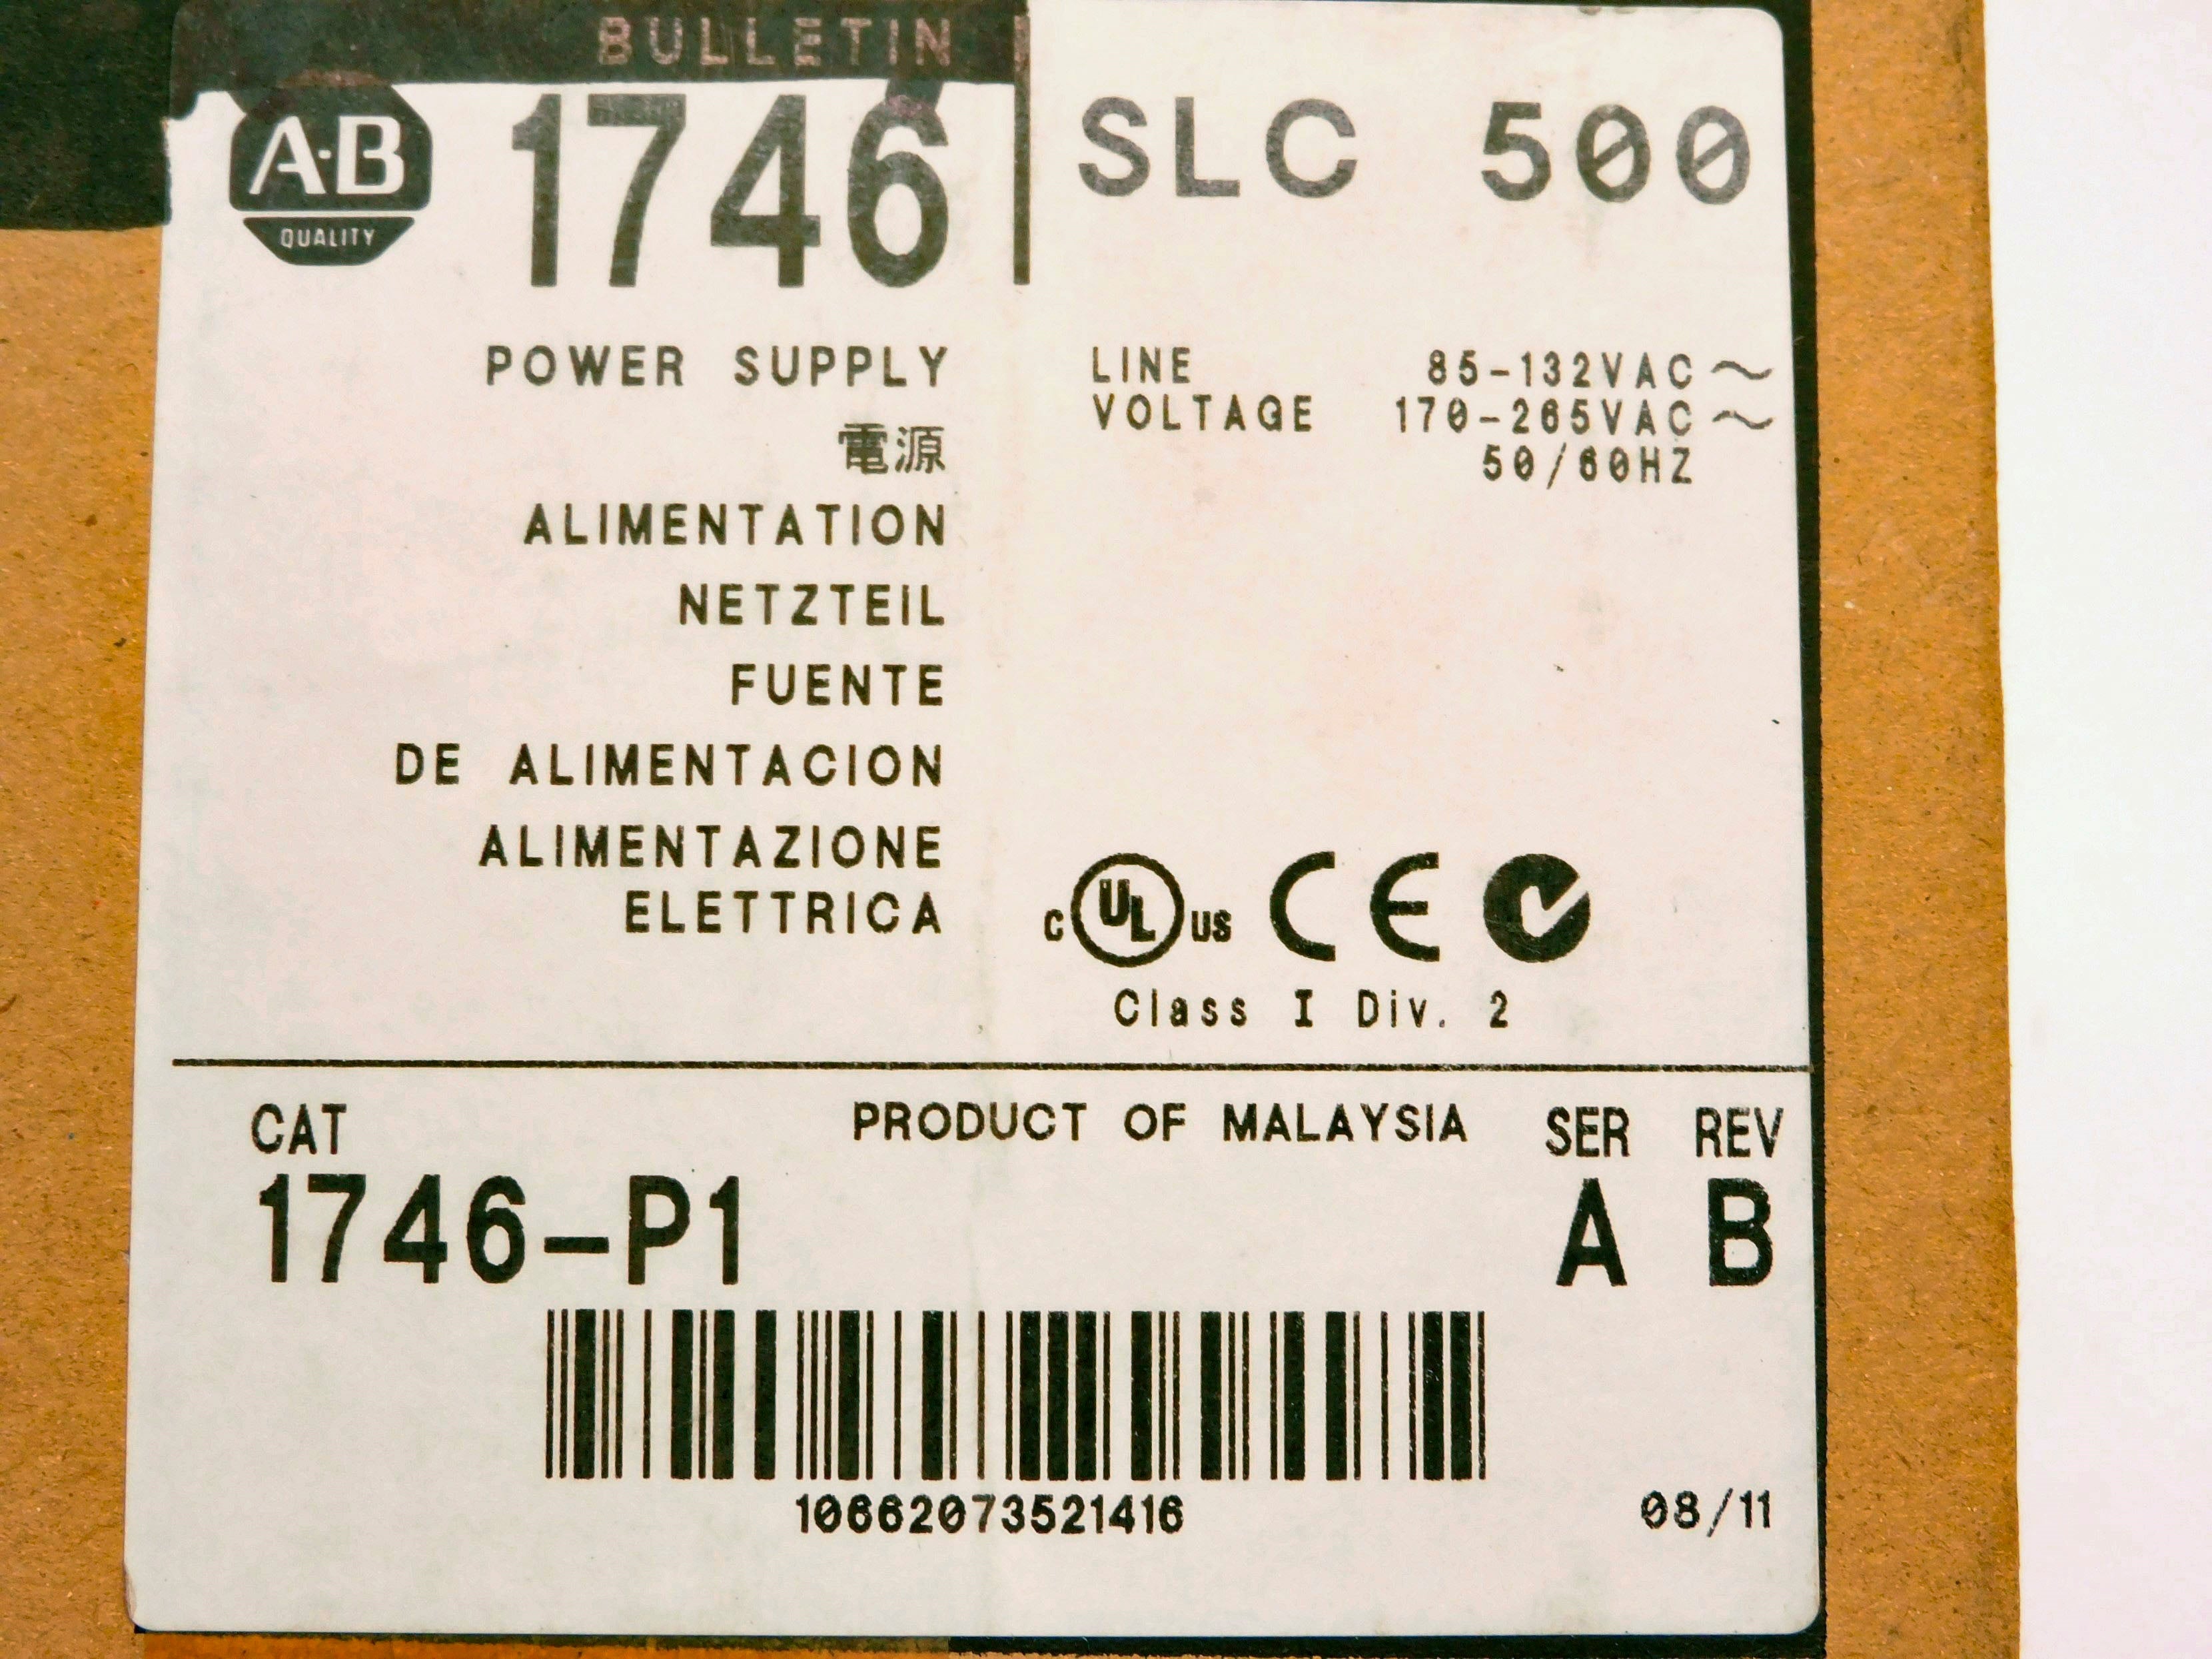 BULLETIN
A·B
QUALITY
1746
SLC 500
POWER SUPPLY
電源
ALIMENTATION
NETZTEIL
FUENTE
DE ALIMENTACION
ALIMENTAZIONE
ELETTRICA
LINE 85-132VAC ~
VOLTAGE 170-265VAC ~
50/60HZ
C UL US CE
Class I Div. 2
CAT PRODUCT OF MALAYSIA SER REV
1746-P1 A B
10662073521416
08/11